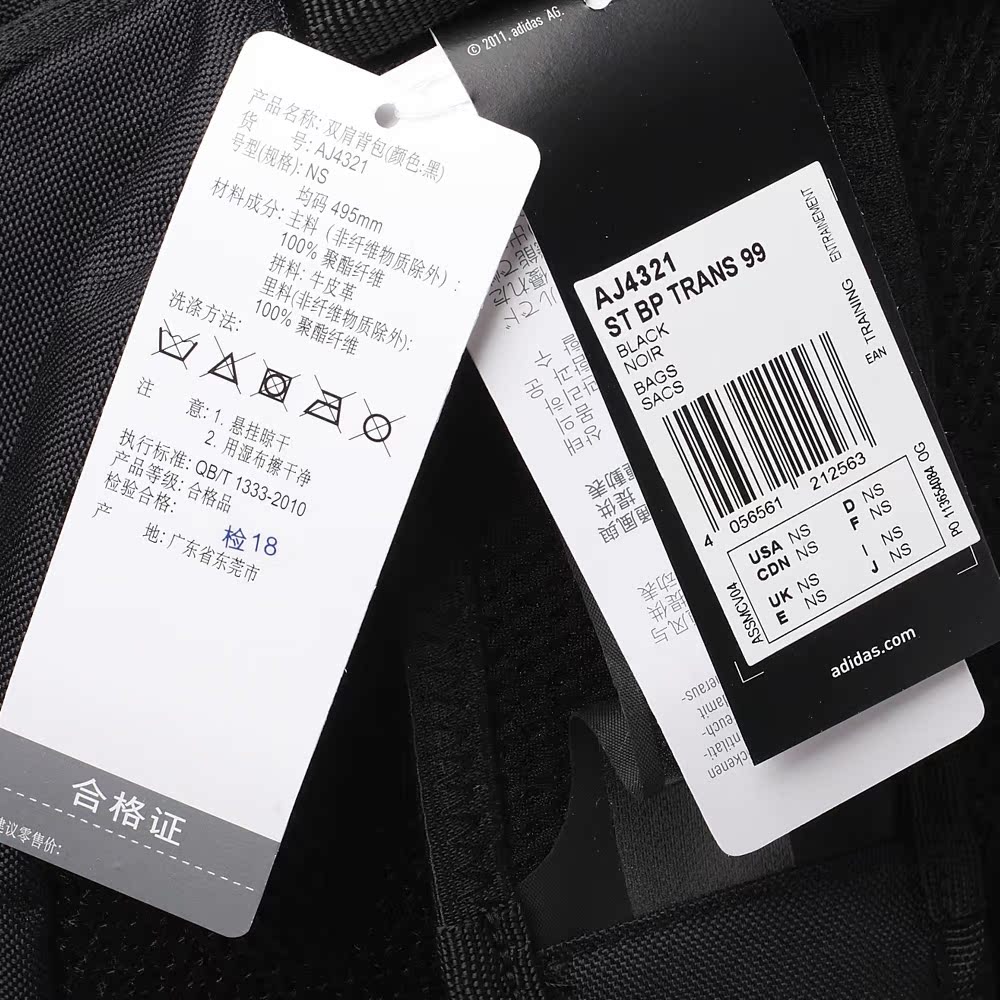 产品名称: 双肩背包(颜色:黑)
货 号: AJ4321
号型(规格): NS
均码 495mm
材料成分: 主料 (非纤维物质除外) :
100% 聚酯纤维
拼料: 牛皮革
里料(非纤维物质除外):
100% 聚酯纤维
洗涤方法:
注 意: 1. 悬挂晾干
2. 用湿布擦干净
执行标准: QB/T 1333-2010
产品等级: 合格品
检验合格:
检18
产 地: 广东省东莞市
合格证
建议零售价:
© 2011, adidas AG.
AJ4321
ST BP TRANS 99
BLACK
NOIR
BAGS
SACS
ENTRAINEMENT
TRAINING
EAN
4 056561 212563
USA NS
CDN NS
UK NS
E NS
D NS
F NS
I NS
J NS
ASSMCV04
PO 113654084 OG
adidas.com